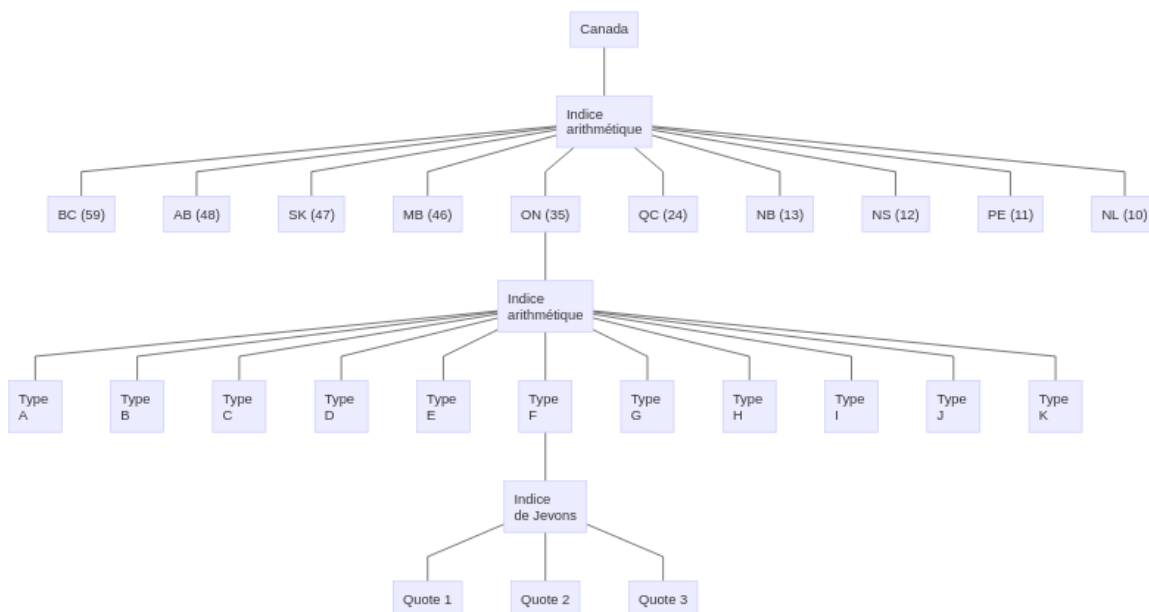 Canada
Indice
arithmétique
BC (59)
AB (48)
SK (47)
MB (46)
ON (35)
QC (24)
NB (13)
NS (12)
PE (11)
NL (10)
Indice
arithmétique
Type
A
Type
B
Type
C
Type
D
Type
E
Type
F
Type
G
Type
H
Type
I
Type
J
Type
K
Indice
de Jevons
Quote 1
Quote 2
Quote 3